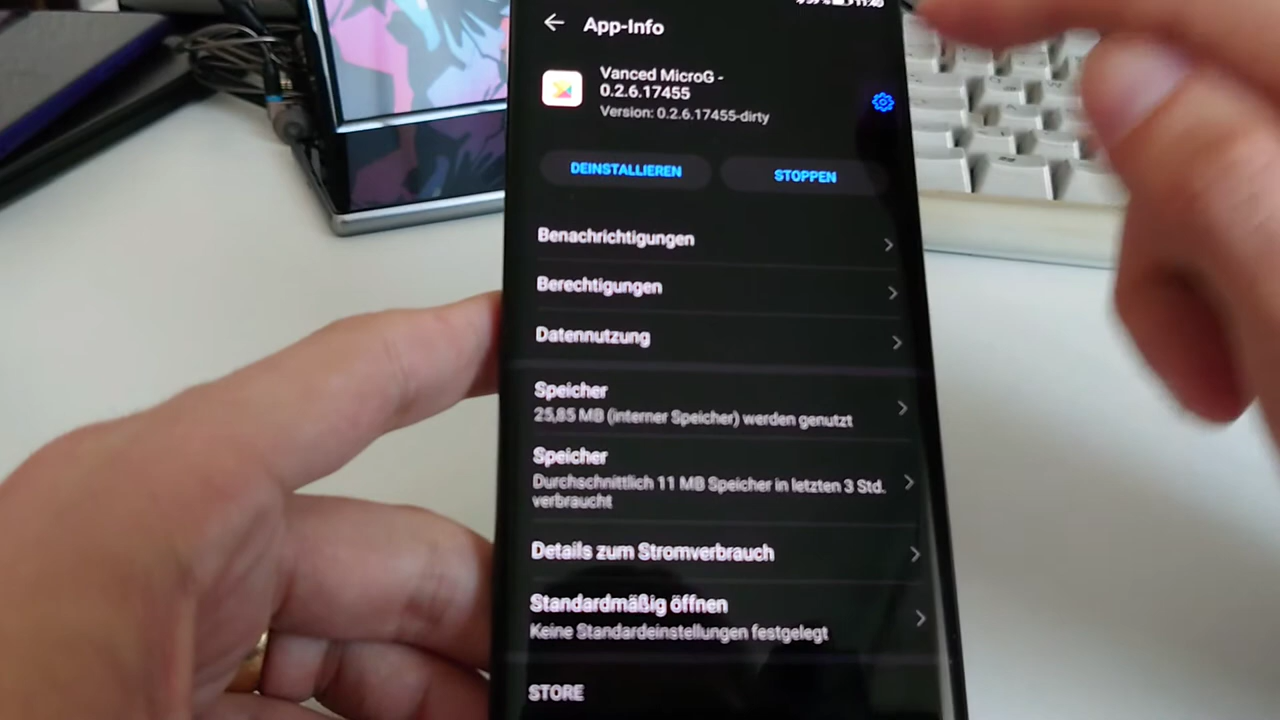 App-Info
Vanced MicroG -
0.2.6.17455
Version: 0.2.6.17455-dirty
DEINSTALLIEREN
STOPPEN
Benachrichtigungen
Berechtigungen
Datennutzung
Speicher
25,85 MB (interner Speicher) werden genutzt
Speicher
Durchschnittlich 11 MB Speicher in letzten 3 Std.
verbraucht
Details zum Stromverbrauch
Standardmäßig öffnen
Keine Standardeinstellungen festgelegt
STORE